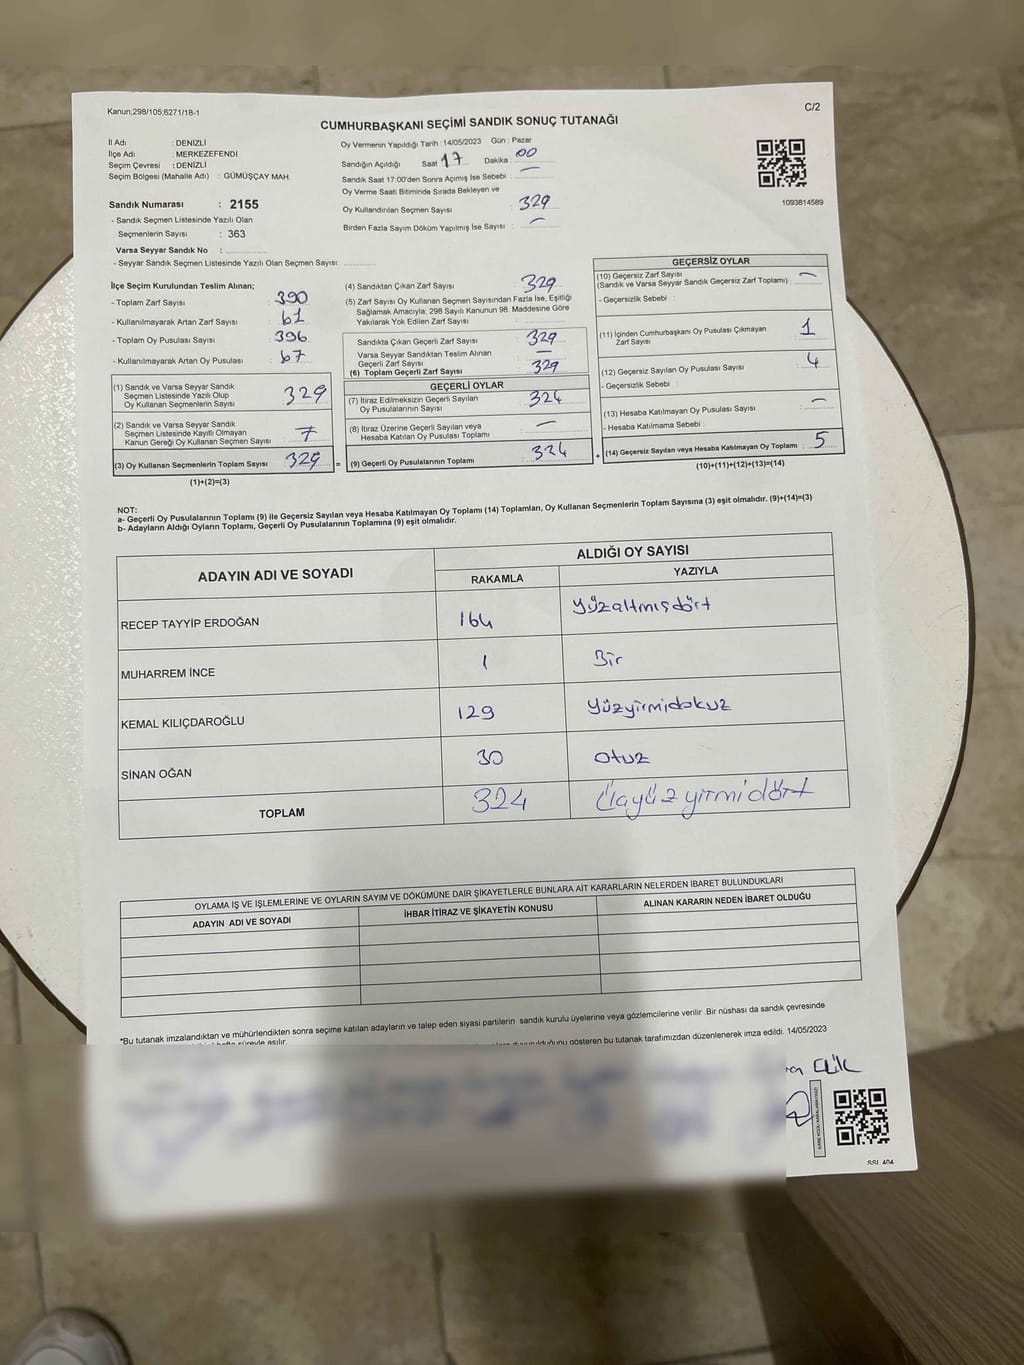 Kanun;298/105;6271/18-1
C/2
CUMHURBAŞKANI SEÇİMİ SANDIK SONUÇ TUTANAĞI
İl Adı : DENİZLİ
İlçe Adı : MERKEZEFENDİ
Seçim Çevresi : DENİZLİ
Seçim Bölgesi (Mahalle Adı) : GÜMÜŞÇAY MAH.
Sandık Numarası : 2155
- Sandık Seçmen Listesinde Yazılı Olan
Seçmenlerin Sayısı : 363
Varsa Seyyar Sandık No :
- Seyyar Sandık Seçmen Listesinde Yazılı Olan Seçmen Sayısı:
Oy Vermenin Yapıldığı Tarih : 14/05/2023 Gün : Pazar
Sandığın Açıldığı Saat 17 Dakika 00
Sandık Saat 17:00'den Sonra Açımış İse Sebebi : —
Oy Verme Saati Bitiminde Sırada Bekleyen ve
Oy Kullandırılan Seçmen Sayısı : 329
Birden Fazla Sayım Döküm Yapılmış İse Sayısı : —
1093814589
İlçe Seçim Kurulundan Teslim Alınan;
- Toplam Zarf Sayısı : 390
- Kullanılmayarak Artan Zarf Sayısı : 61
- Toplam Oy Pusulası Sayısı : 396
- Kullanılmayarak Artan Oy Pusulası : 67
(1) Sandık ve Varsa Seyyar Sandık
Seçmen Listesinde Yazılı Olup
Oy Kullanan Seçmenlerin Sayısı : 329
(2) Sandık ve Varsa Seyyar Sandık
Seçmen Listesinde Kayıtlı Olmayan
Kanun Gereği Oy Kullanan Seçmen Sayısı : 7
(3) Oy Kullanan Seçmenlerin Toplam Sayısı : 329 =
(1)+(2)=(3)
(4) Sandıktan Çıkan Zarf Sayısı : 329
(5) Zarf Sayısı Oy Kullanan Seçmen Sayısından Fazla İse, Eşitliği
Sağlamak Amacıyla, 298 Sayılı Kanunun 98. Maddesine Göre
Yakılarak Yok Edilen Zarf Sayısı :
Sandıkta Çıkan Geçerli Zarf Sayısı : 329
Varsa Seyyar Sandıktan Teslim Alınan
Geçerli Zarf Sayısı : —
(6) Toplam Geçerli Zarf Sayısı : 329
GEÇERLİ OYLAR
(7) İtiraz Edilmeksizin Geçerli Sayılan
Oy Pusulalarının Sayısı : 324
(8) İtiraz Üzerine Geçerli Sayılan veya
Hesaba Katılan Oy Pusulası Toplamı : —
(9) Geçerli Oy Pusulalarının Toplamı : 324 +
GEÇERSİZ OYLAR
(10) Geçersiz Zarf Sayısı
(Sandık ve Varsa Seyyar Sandık Geçersiz Zarf Toplamı) : —
- Geçersizlik Sebebi :
(11) İçinden Cumhurbaşkanı Oy Pusulası Çıkmayan
Zarf Sayısı : 1
(12) Geçersiz Sayılan Oy Pusulası Sayısı : 4
- Geçersizlik Sebebi :
(13) Hesaba Katılmayan Oy Pusulası Sayısı : —
- Hesaba Katılmama Sebebi :
(14) Geçersiz Sayılan veya Hesaba Katılmayan Oy Toplamı : 5
(10)+(11)+(12)+(13)=(14)
NOT:
a- Geçerli Oy Pusulalarının Toplamı (9) ile Geçersiz Sayılan veya Hesaba Katılmayan Oy Toplamı (14) Toplamları, Oy Kullanan Seçmenlerin Toplam Sayısına (3) eşit olmalıdır. (9)+(14)=(3)
b- Adayların Aldığı Oyların Toplamı, Geçerli Oy Pusulalarının Toplamına (9) eşit olmalıdır.
ADAYIN ADI VE SOYADI
ALDIĞI OY SAYISI
RAKAMLA YAZIYLA
RECEP TAYYİP ERDOĞAN 164 Yüzaltmışdört
MUHARREM İNCE 1 Bir
KEMAL KILIÇDAROĞLU 129 Yüzyirmidokuz
SİNAN OĞAN 30 Otuz
TOPLAM 324 Üçyüzyirmidört
OYLAMA İŞ VE İŞLEMLERİNE VE OYLARIN SAYIM VE DÖKÜMÜNE DAİR ŞİKAYETLERLE BUNLARA AİT KARARLARIN NELERDEN İBARET BULUNDUKLARI
ADAYIN ADI VE SOYADI İHBAR İTİRAZ VE ŞİKAYETİN KONUSU ALINAN KARARIN NEDEN İBARET OLDUĞU
*Bu tutanak imzalandıktan ve mühürlendikten sonra seçime katılan adayların ve talep eden siyasi partilerin sandık kurulu üyelerine veya gözlemcilerine verilir .Bir nüshası da sandık çevresinde
süreyle asılır.
gösteren bu tutanak tarafımızdan düzenlenerek imza edildi. 14/05/2023